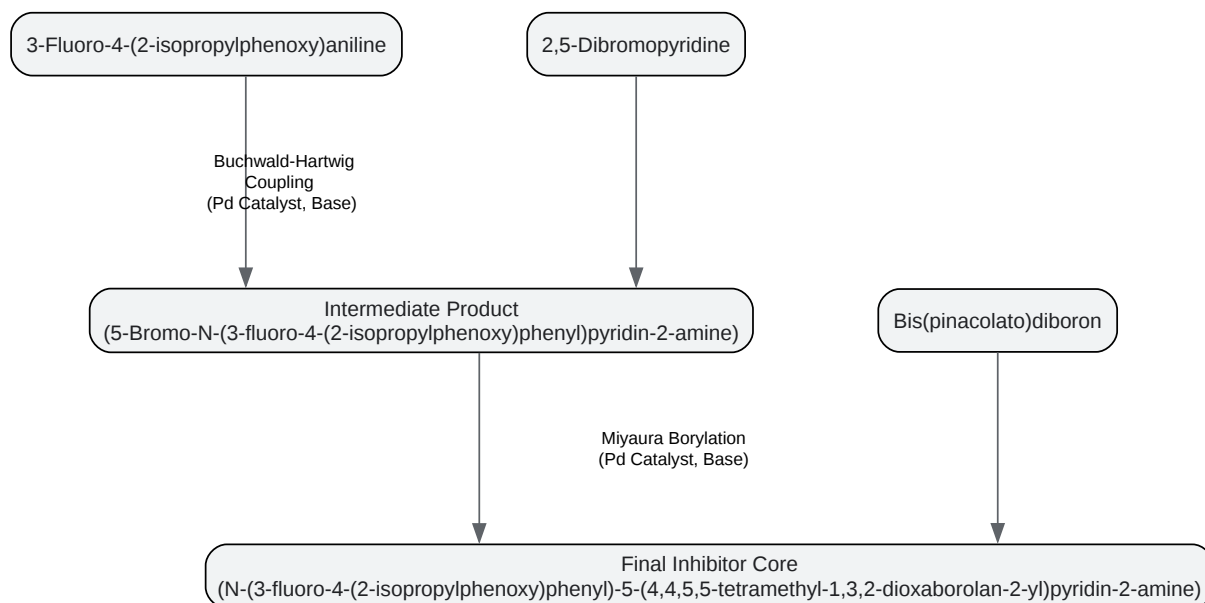 3-Fluoro-4-(2-isopropylphenoxy)aniline
2,5-Dibromopyridine
Buchwald-Hartwig
Coupling
(Pd Catalyst, Base)
Intermediate Product
(5-Bromo-N-(3-fluoro-4-(2-isopropylphenoxy)phenyl)pyridin-2-amine)
Bis(pinacolato)diboron
Miyaura Borylation
(Pd Catalyst, Base)
Final Inhibitor Core
(N-(3-fluoro-4-(2-isopropylphenoxy)phenyl)-5-(4,4,5,5-tetramethyl-1,3,2-dioxaborolan-2-yl)pyridin-2-amine)